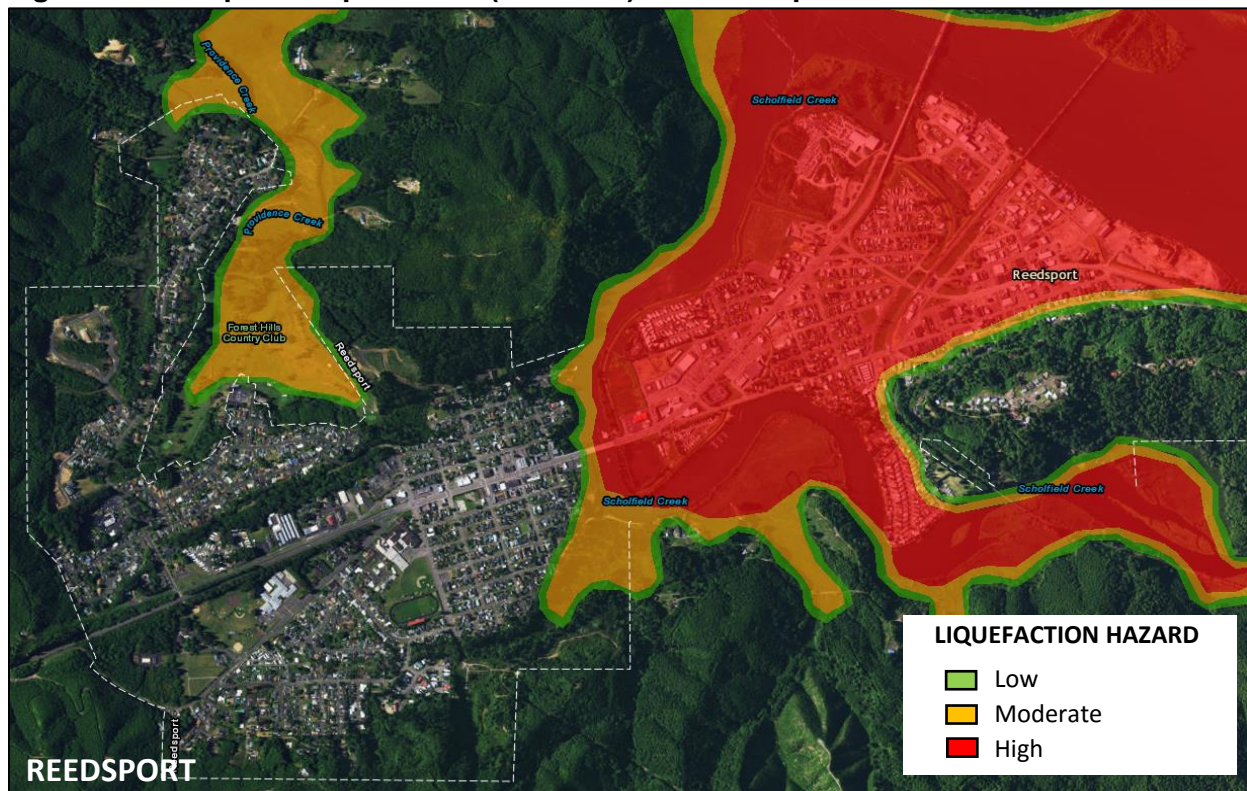 Providence Creek
Scholfield Creek
Providence Creek
Reedsport
Forest Hills
Country Club
Reedsport
Scholfield Creek
Scholfield Creek
LIQUEFACTION HAZARD
Low
Moderate
High
Reedsport
REEDSPORT